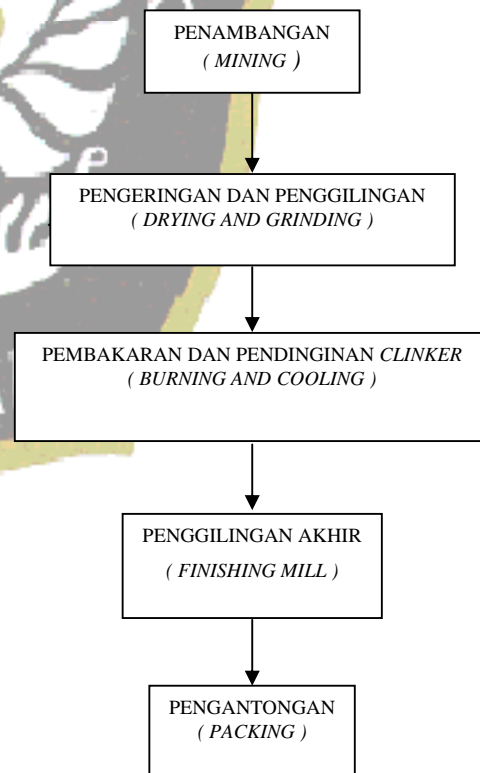 PENAMBANGAN
( MINING )
PENGERINGAN DAN PENGGILINGAN
( DRYING AND GRINDING )
PEMBAKARAN DAN PENDINGINAN CLINKER
( BURNING AND COOLING )
PENGGILINGAN AKHIR
( FINISHING MILL )
PENGANTONGAN
( PACKING )